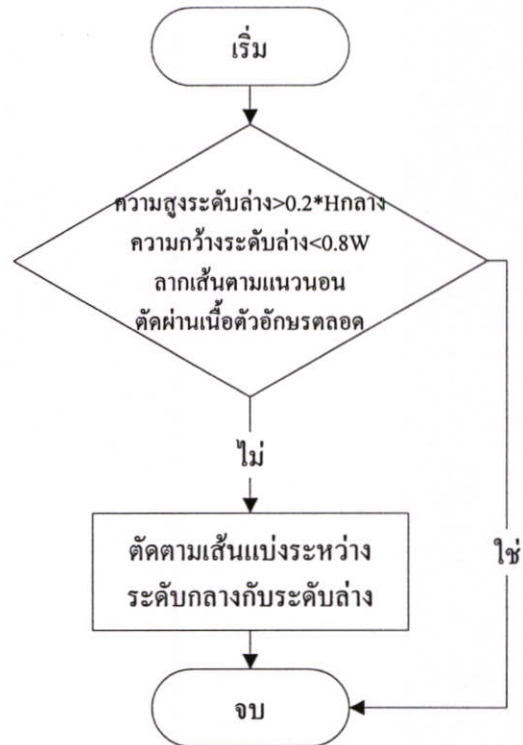 เริ่ม
ความสูงระดับล่าง>0.2*Hกลาง
ความกว้างระดับล่าง<0.8W
ลากเส้นตามแนวนอน
ตัดผ่านเนื้อตัวอักษรตลอด
ไม่
ใช่
ตัดตามเส้นแบ่งระหว่าง
ระดับกลางกับระดับล่าง
จบ